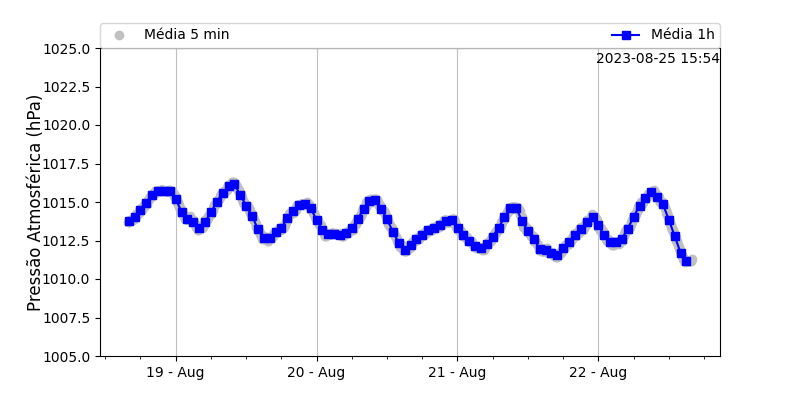 Média 5 min
Média 1h
2023-08-25 15:54
Pressão Atmosférica (hPa)
1025.0
1022.5
1020.0
1017.5
1015.0
1012.5
1010.0
1007.5
1005.0
19 - Aug
20 - Aug
21 - Aug
22 - Aug